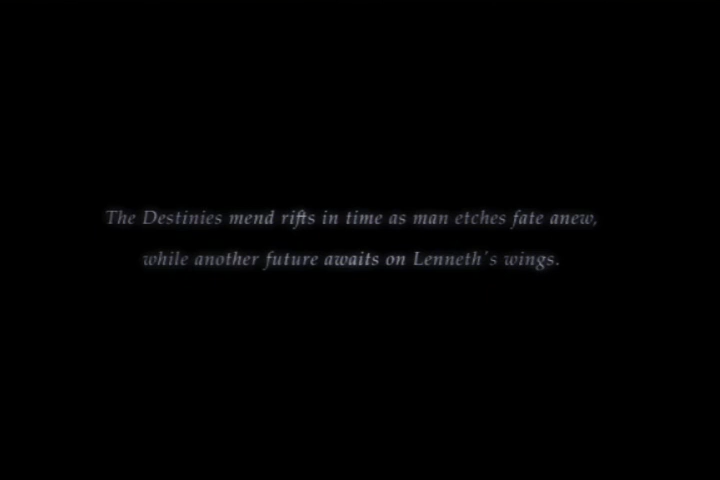 The Destinies mend rifts in time as man etches fate anew,
while another future awaits on Lenneth's wings.